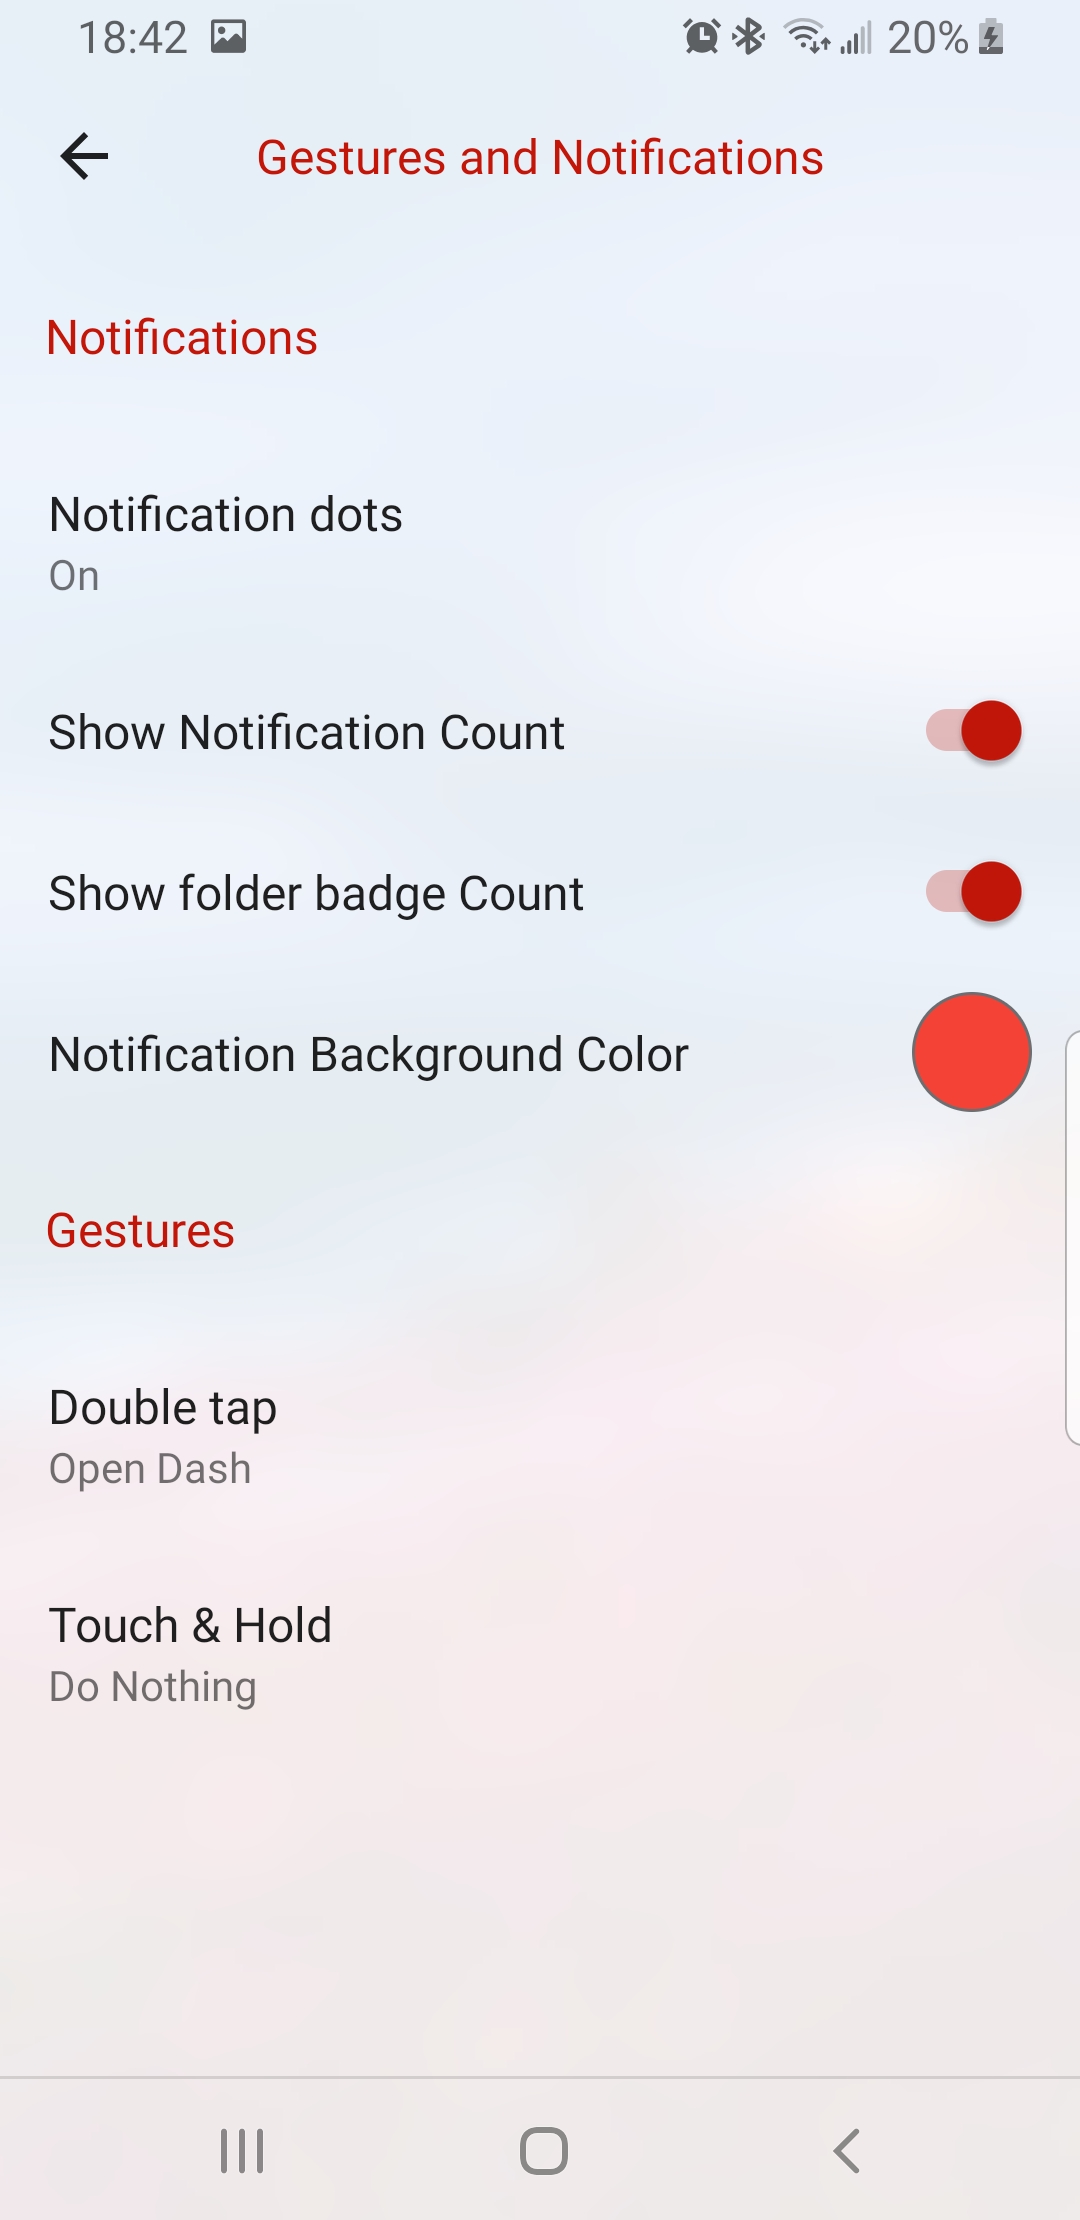 18:42 20%
Gestures and Notifications
Notifications
Notification dots
On
Show Notification Count
Show folder badge Count
Notification Background Color
Gestures
Double tap
Open Dash
Touch & Hold
Do Nothing